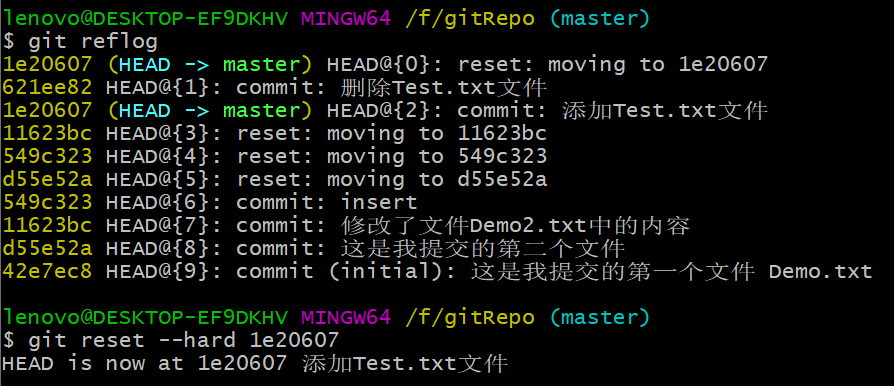 lenovo@DESKTOP-EF9DKHV MINGW64 /f/gitRepo (master)
$ git reflog
1e20607 (HEAD -> master) HEAD@{0}: reset: moving to 1e20607
621ee82 HEAD@{1}: commit: 删除Test.txt文件
1e20607 (HEAD -> master) HEAD@{2}: commit: 添加Test.txt文件
11623bc HEAD@{3}: reset: moving to 11623bc
549c323 HEAD@{4}: reset: moving to 549c323
d55e52a HEAD@{5}: reset: moving to d55e52a
549c323 HEAD@{6}: commit: insert
11623bc HEAD@{7}: commit: 修改了文件Demo2.txt中的内容
d55e52a HEAD@{8}: commit: 这是我提交的第二个文件
42e7ec8 HEAD@{9}: commit (initial): 这是我提交的第一个文件 Demo.txt
lenovo@DESKTOP-EF9DKHV MINGW64 /f/gitRepo (master)
$ git reset --hard 1e20607
HEAD is now at 1e20607 添加Test.txt文件